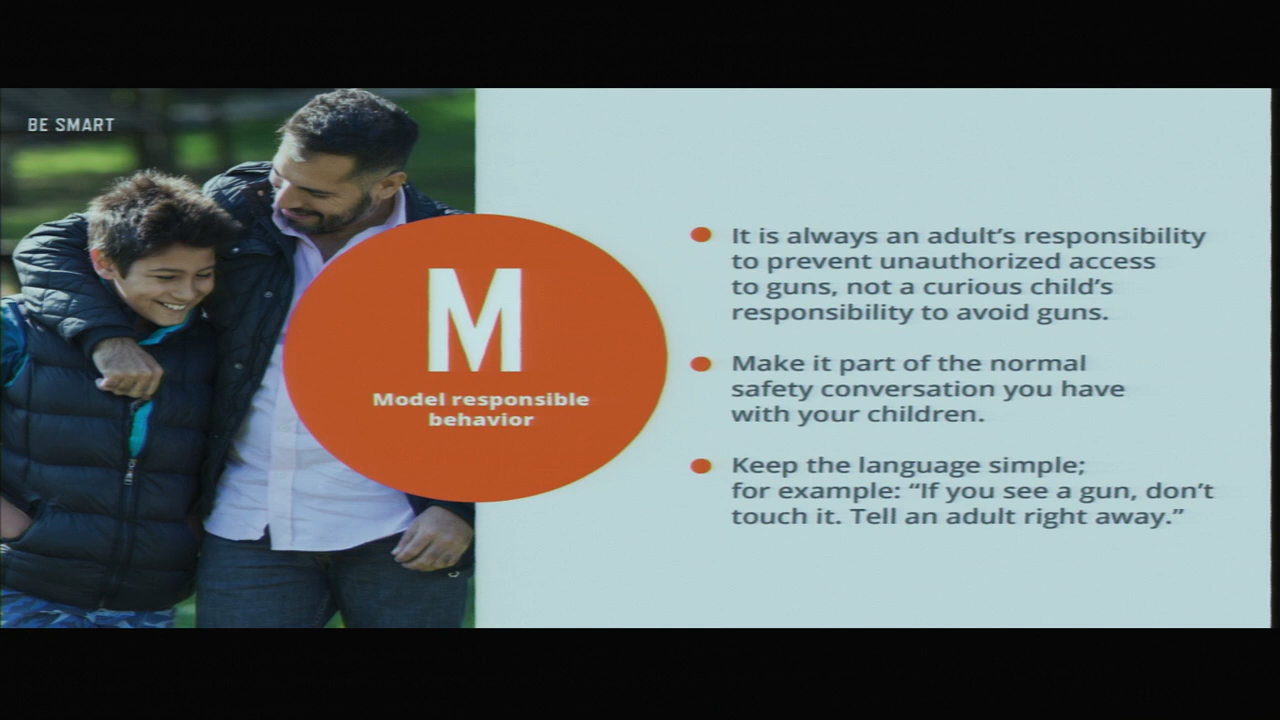 BE SMART
M
Model responsible
behavior
It is always an adult’s responsibility
to prevent unauthorized access
to guns, not a curious child’s
responsibility to avoid guns.
Make it part of the normal
safety conversation you have
with your children.
Keep the language simple;
for example: “If you see a gun, don’t
touch it. Tell an adult right away.”